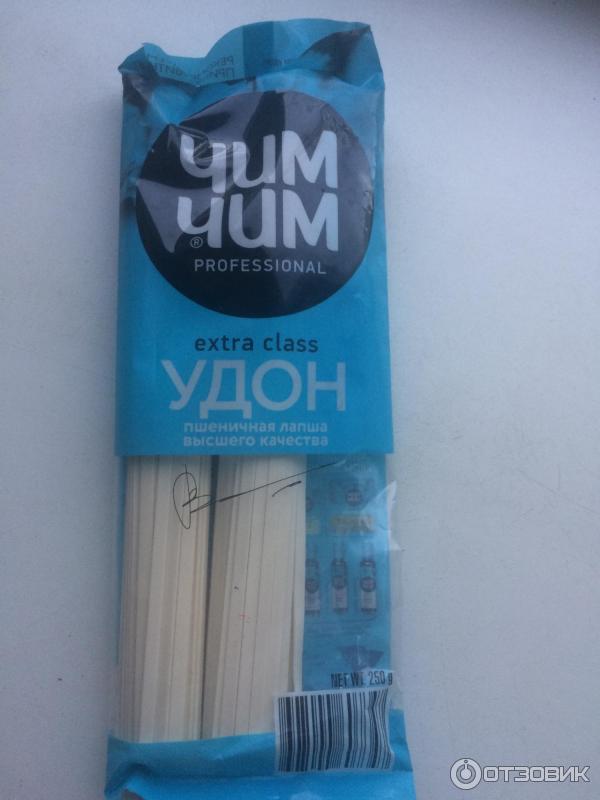 ЧИМ
ЧИМ
®
PROFESSIONAL
extra class
УДОН
пшеничная лапша
высшего качества
NET WT. 250 g
ОТЗОВИК